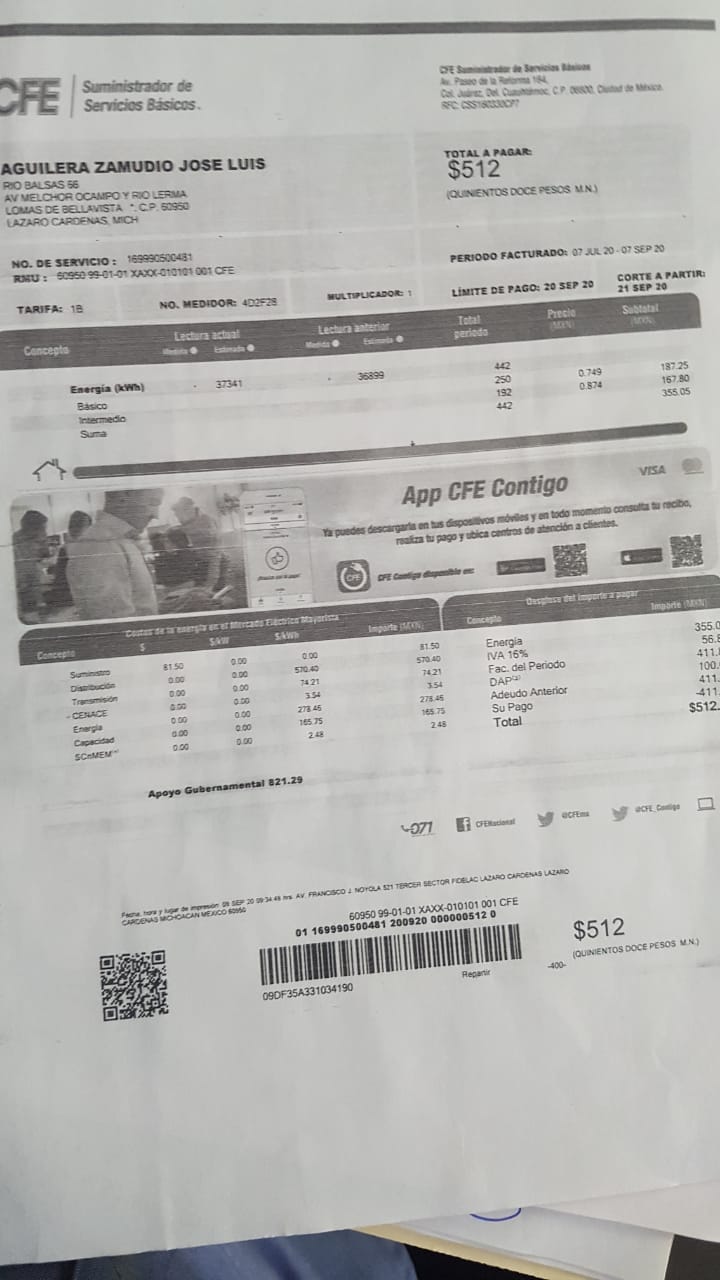 CFE Suministrador de
Servicios Básicos.
CFE Suministrador de Servicios Básicos
Av. Paseo de la Reforma 164,
Col. Juárez, Del. Cuauhtémoc, C.P. 06600, Ciudad de México.
RFC: CSS160330CP7
AGUILERA ZAMUDIO JOSE LUIS
RIO BALSAS 66
AV MELCHOR OCAMPO Y RIO LERMA
LOMAS DE BELLAVISTA *. C.P. 60950
LAZARO CARDENAS, MICH
TOTAL A PAGAR:
$512
(QUINIENTOS DOCE PESOS M.N.)
NO. DE SERVICIO : 169990500481
RMU : 60950 99-01-01 XAXX-010101 001 CFE
PERIODO FACTURADO: 07 JUL 20 - 07 SEP 20
TARIFA: 1B NO. MEDIDOR: 4D2F28 MULTIPLICADOR: 1 LÍMITE DE PAGO: 20 SEP 20 CORTE A PARTIR:
21 SEP 20
Concepto Lectura actual Lectura anterior Total periodo Precio (MXN) Subtotal (MXN)
Medida Estimada Medida Estimada
Energía (kWh) 37341 36899 442
Básico 250 0.749 187.25
Intermedio 192 0.874 167.80
Suma 442 355.05
App CFE Contigo
VISA
Ya puedes descargarla en tus dispositivos móviles y en todo momento consulta tu recibo,
realiza tu pago y ubica centros de atención a clientes.
CFE
CFE Contigo disponible en:
Costos de la energía en el Mercado Eléctrico Mayorista
Concepto $ $/kW $/kWh Importe (MXN)
Suministro 81.50 0.00 0.00 81.50
Distribución 0.00 0.00 570.40 570.40
Transmisión 0.00 0.00 74.21 74.21
CENACE 0.00 0.00 3.54 3.54
Energía 0.00 0.00 278.46 278.46
Capacidad 0.00 0.00 165.75 165.75
SCnMEM 0.00 0.00 2.48 2.48
Desglose del importe a pagar
Concepto Importe (MXN)
Energía 355.0
IVA 16% 56.8
Fac. del Periodo 411.
DAP 100.
Adeudo Anterior 411.
Su Pago -411.
Total $512.
Apoyo Gubernamental 821.29
071 CFENacional @CFEmx @CFE_Contigo
Fecha, hora y lugar de impresión: 09:34:48 hrs. AV. FRANCISCO J. NOYOLA 521 TERCER SECTOR FIDELAC LAZARO CARDENAS LAZARO
CARDENAS MICHOACAN MEXICO 60950
60950 99-01-01 XAXX-010101 001 CFE
01 169990500481 200920 000000512 0
09DF35A331034190
Repartir
$512
(QUINIENTOS DOCE PESOS M.N.)
-400-